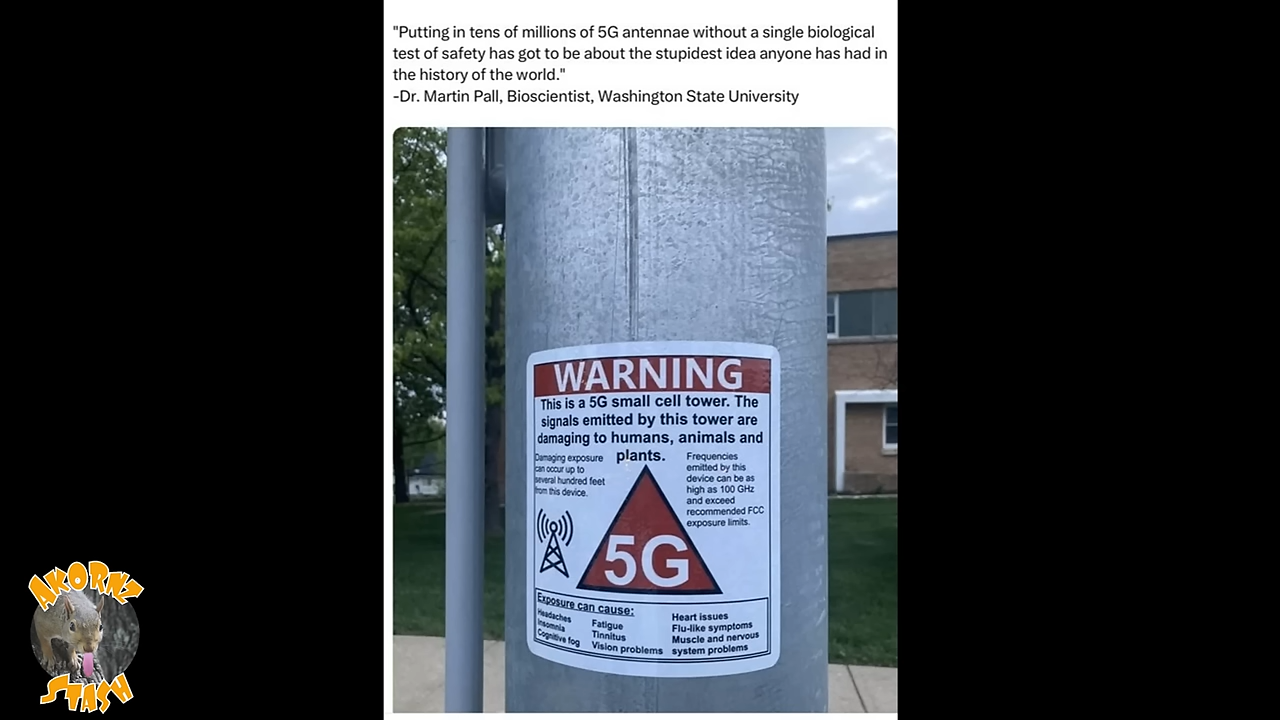 "Putting in tens of millions of 5G antennae without a single biological
test of safety has got to be about the stupidest idea anyone has had in
the history of the world."
-Dr. Martin Pall, Bioscientist, Washington State University
WARNING
This is a 5G small cell tower. The
signals emitted by this tower are
damaging to humans, animals and
plants.
Damaging exposure
can occur up to
several hundred feet
from this device.
Frequencies
emitted by this
device can be as
high as 100 GHz
and exceed
recommended FCC
exposure limits.
5G
Exposure can cause:
Headaches
Insomnia
Cognitive fog
Fatigue
Tinnitus
Vision problems
Heart issues
Flu-like symptoms
Muscle and nervous
system problems
AKORNZ
STASH